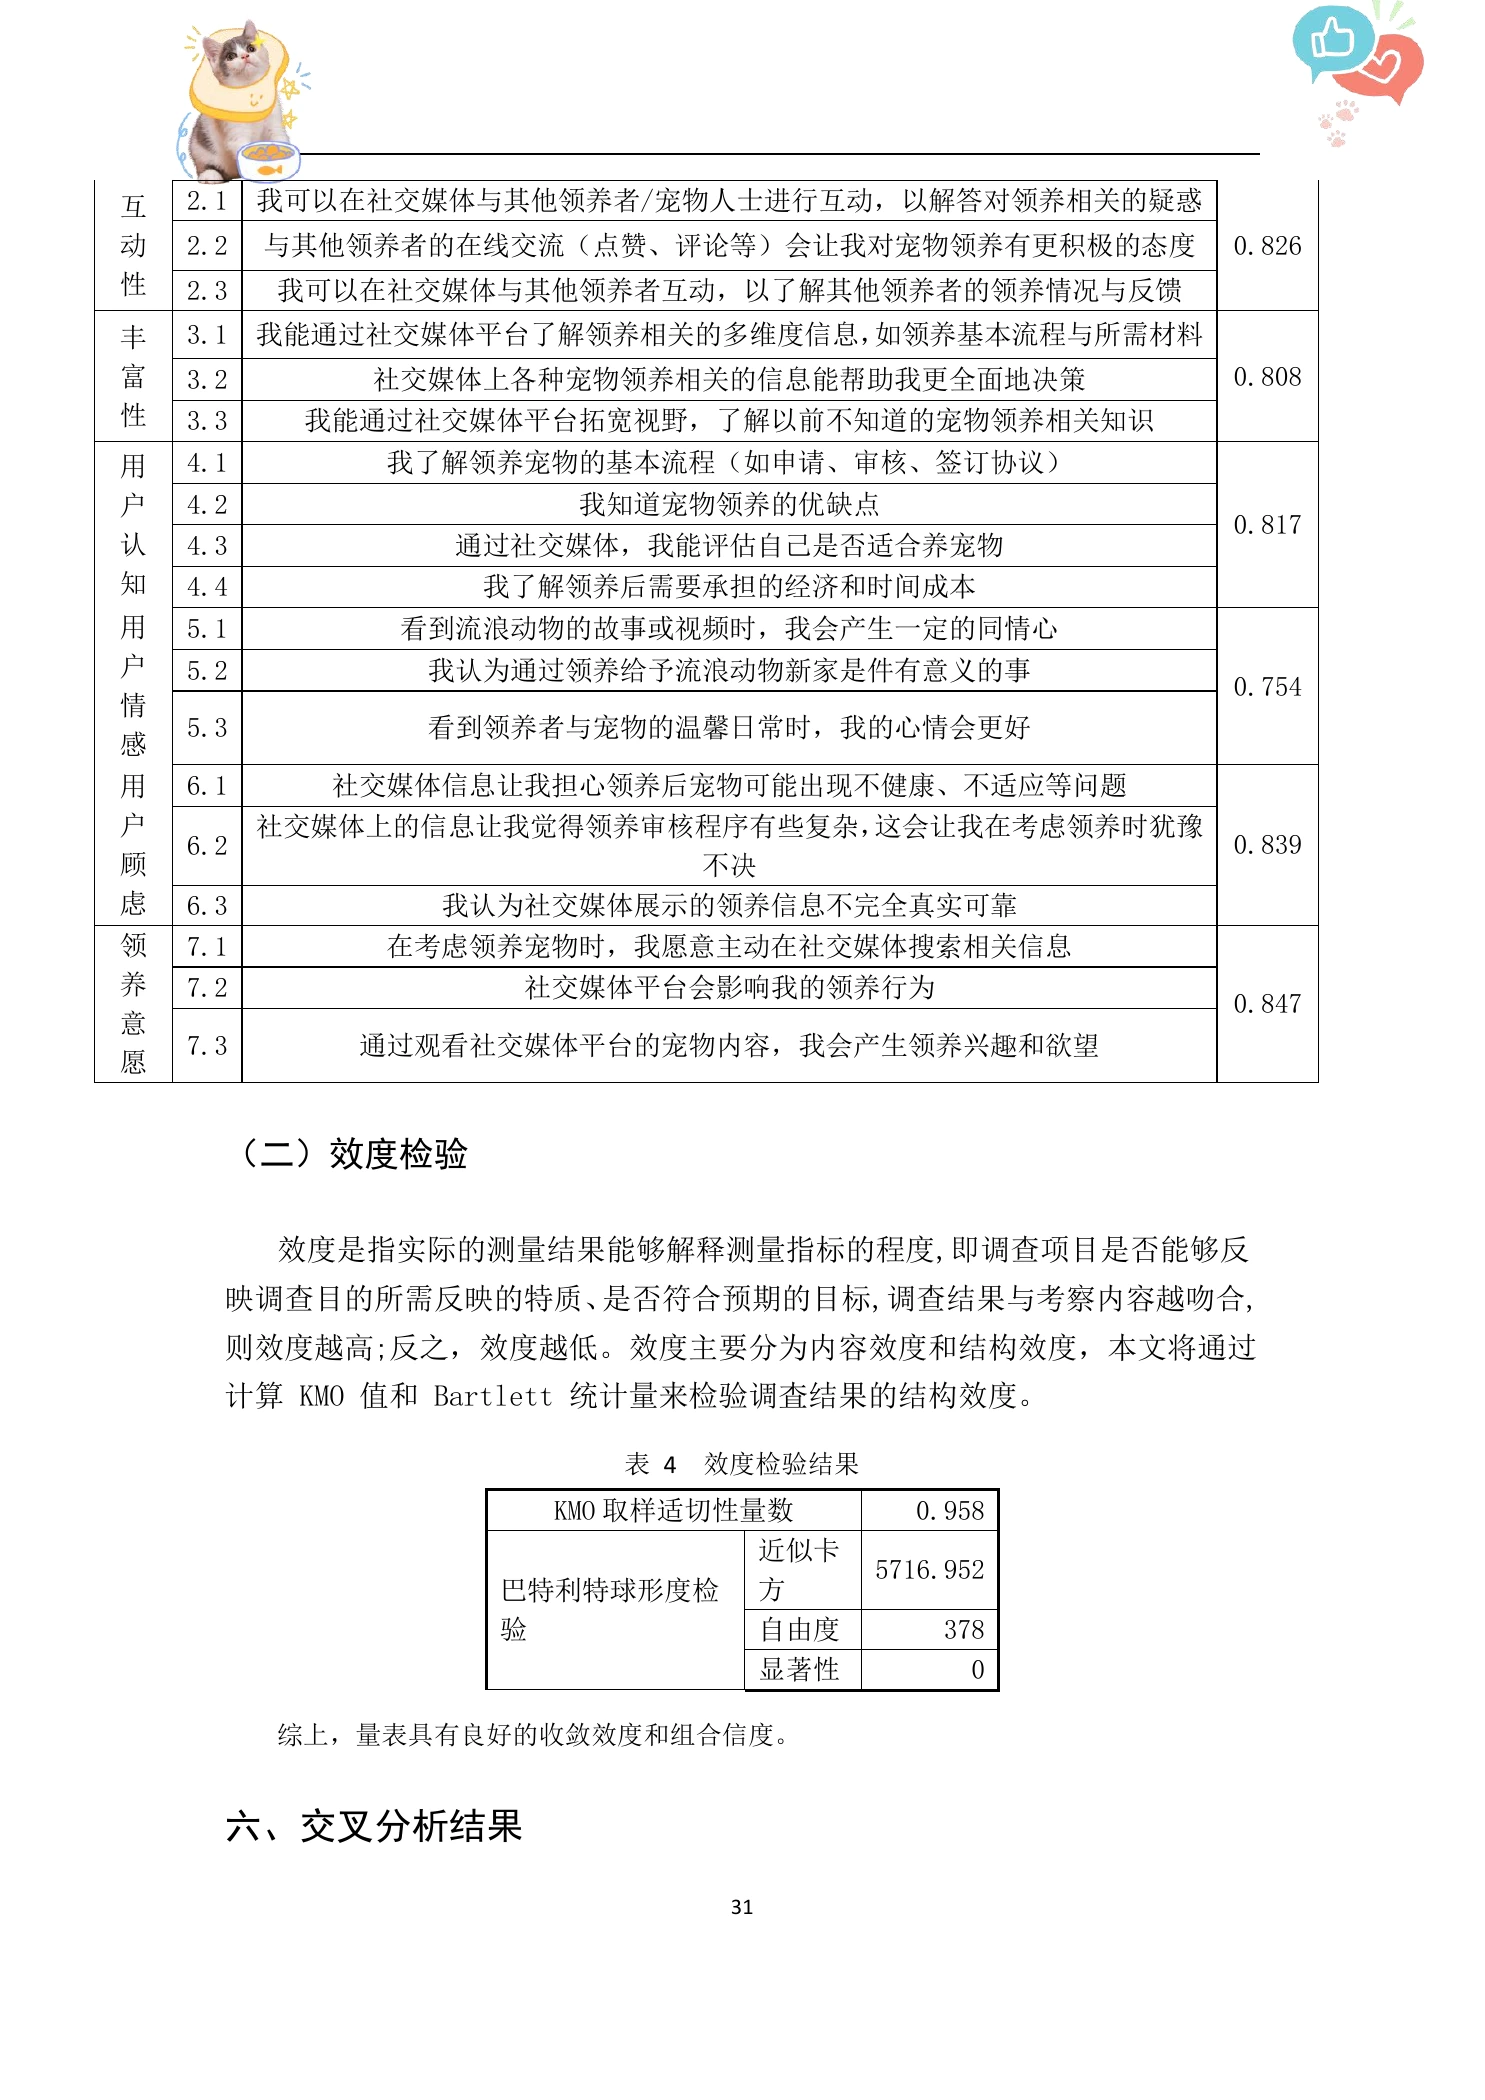 互动性
2.1 我可以在社交媒体与其他领养者/宠物人士进行互动，以解答对领养相关的疑惑
2.2 与其他领养者的在线交流（点赞、评论等）会让我对宠物领养有更积极的态度
0.826
2.3 我可以在社交媒体与其他领养者互动，以了解其他领养者的领养情况与反馈
丰富性
3.1 我能通过社交媒体平台了解领养相关的多维度信息,如领养基本流程与所需材料
3.2 社交媒体上各种宠物领养相关的信息能帮助我更全面地决策
0.808
3.3 我能通过社交媒体平台拓宽视野，了解以前不知道的宠物领养相关知识
用户认知
4.1 我了解领养宠物的基本流程（如申请、审核、签订协议）
4.2 我知道宠物领养的优缺点
0.817
4.3 通过社交媒体，我能评估自己是否适合养宠物
4.4 我了解领养后需要承担的经济和时间成本
用户情感
5.1 看到流浪动物的故事或视频时，我会产生一定的同情心
5.2 我认为通过领养给予流浪动物新家是件有意义的事
0.754
5.3 看到领养者与宠物的温馨日常时，我的心情会更好
用户顾虑
6.1 社交媒体信息让我担心领养后宠物可能出现不健康、不适应等问题
6.2 社交媒体上的信息让我觉得领养审核程序有些复杂,这会让我在考虑领养时犹豫
不决
0.839
6.3 我认为社交媒体展示的领养信息不完全真实可靠
领养意愿
7.1 在考虑领养宠物时，我愿意主动在社交媒体搜索相关信息
7.2 社交媒体平台会影响我的领养行为
0.847
7.3 通过观看社交媒体平台的宠物内容，我会产生领养兴趣和欲望
（二）效度检验
效度是指实际的测量结果能够解释测量指标的程度,即调查项目是否能够反
映调查目的所需反映的特质、是否符合预期的目标,调查结果与考察内容越吻合,
则效度越高;反之，效度越低。效度主要分为内容效度和结构效度，本文将通过
计算 KMO 值和 Bartlett 统计量来检验调查结果的结构效度。
表 4 效度检验结果
KMO 取样适切性量数 0.958
巴特利特球形度检
验
近似卡
方
5716.952
自由度 378
显著性 0
综上，量表具有良好的收敛效度和组合信度。
六、交叉分析结果
31